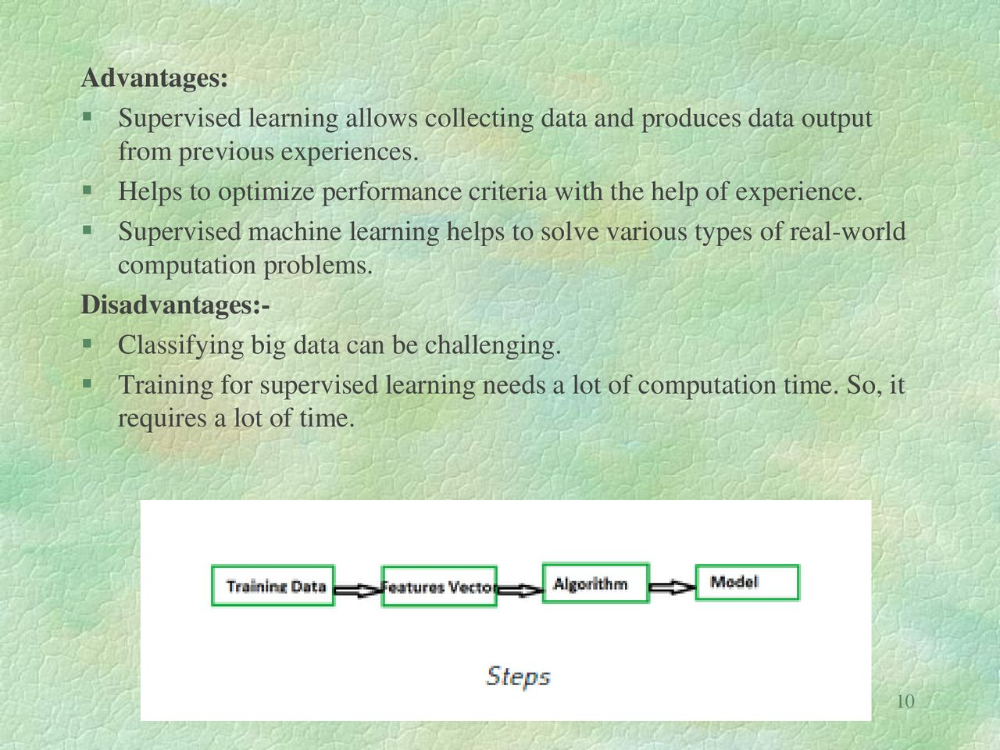 Advantages:
▪ Supervised learning allows collecting data and produces data output
from previous experiences.
▪ Helps to optimize performance criteria with the help of experience.
▪ Supervised machine learning helps to solve various types of real-world
computation problems.
Disadvantages:-
▪ Classifying big data can be challenging.
▪ Training for supervised learning needs a lot of computation time. So, it
requires a lot of time.
Training Data
Features Vector
Algorithm
Model
Steps
10